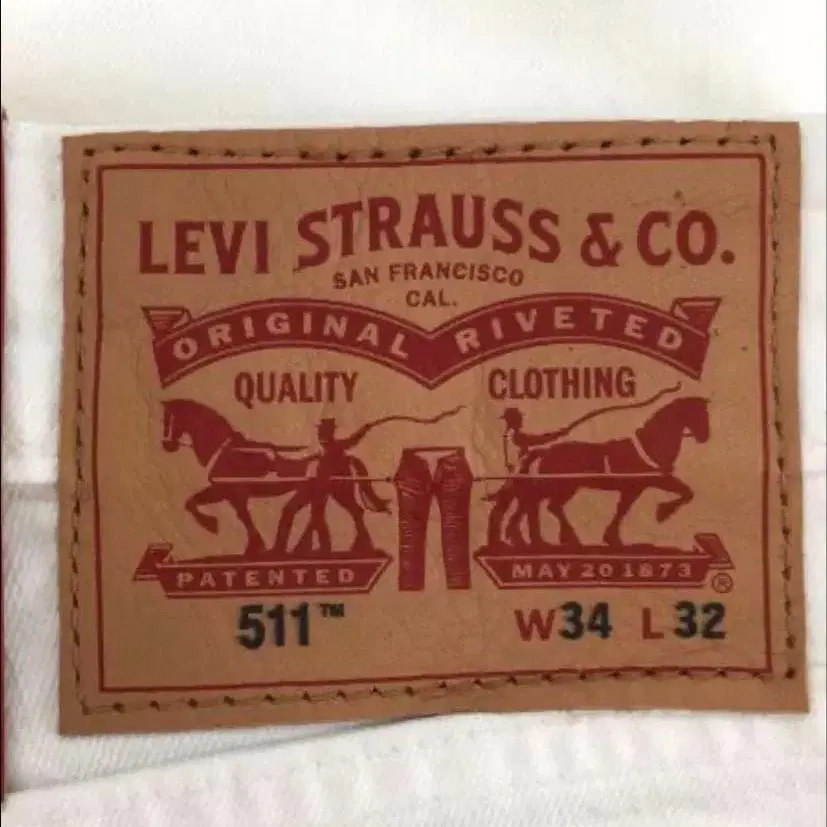 LEVI STRAUSS & CO.
SAN FRANCISCO
CAL.
ORIGINAL RIVETED
QUALITY CLOTHING
PATENTED MAY 20 1873 ®
511™ W34 L32